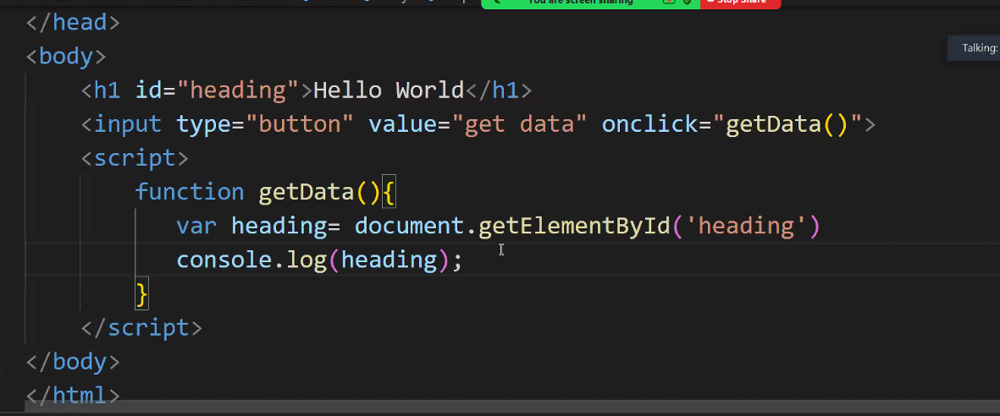 You are screen sharing
Stop Share
</head>
Talking:
<body>
<h1 id="heading">Hello World</h1>
<input type="button" value="get data" onclick="getData()">
<script>
function getData(){
var heading= document.getElementById('heading')
console.log(heading);
}
</script>
</body>
</html>